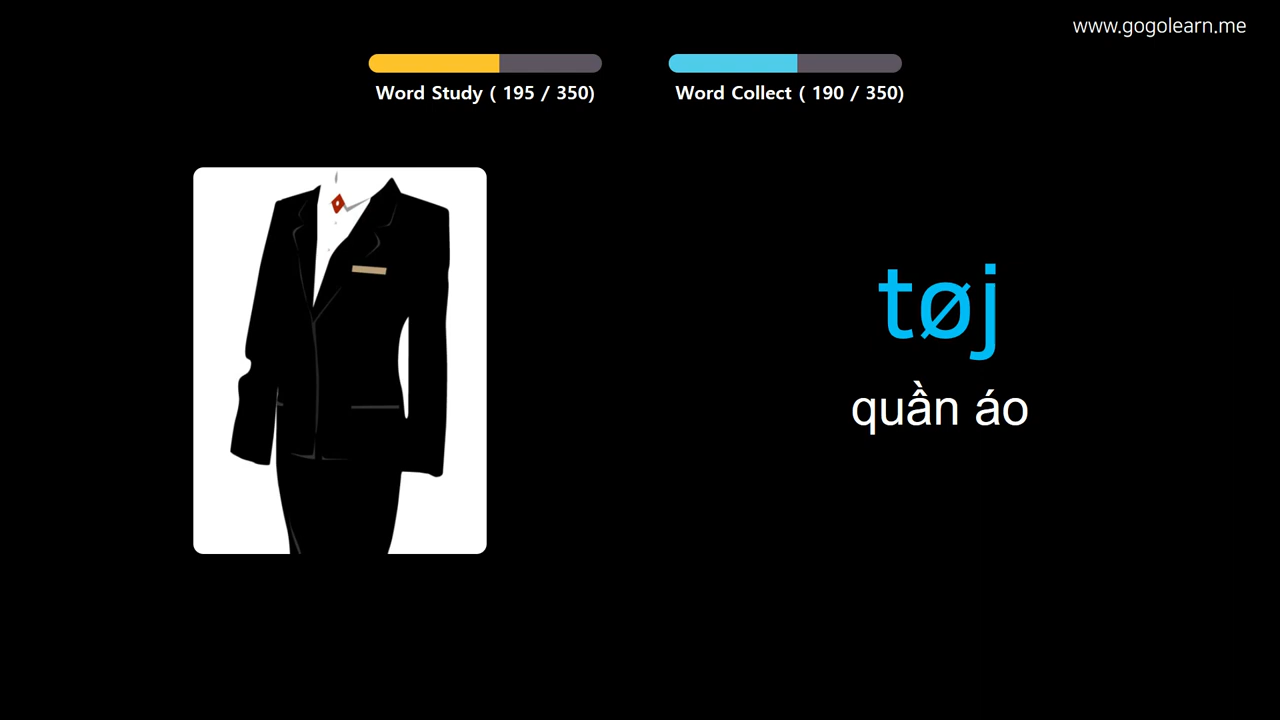 www.gogolearn.me
Word Study ( 195 / 350)
Word Collect ( 190 / 350)
tøj
quần áo